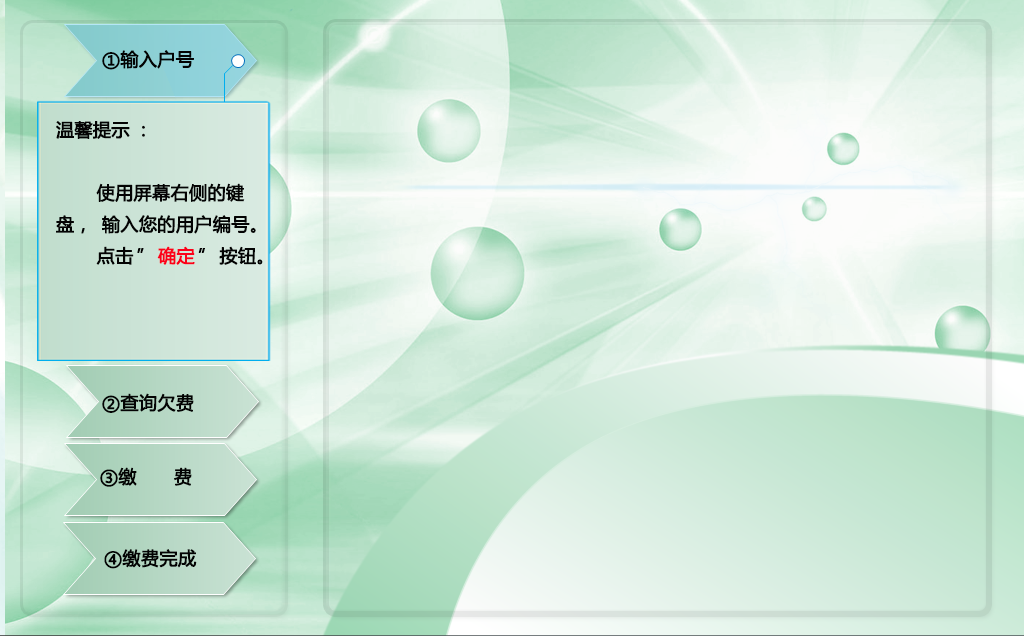 ①输入户号
温馨提示 ：
使用屏幕右侧的键
盘， 输入您的用户编号。
点击” 确定” 按钮。
②查询欠费
③缴 费
④缴费完成